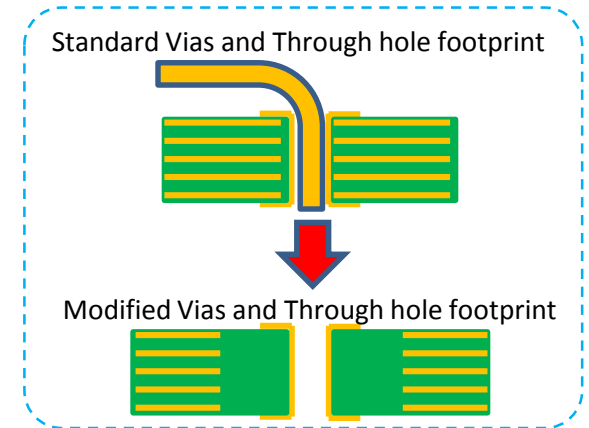 Standard Vias and Through hole footprint
Modified Vias and Through hole footprint